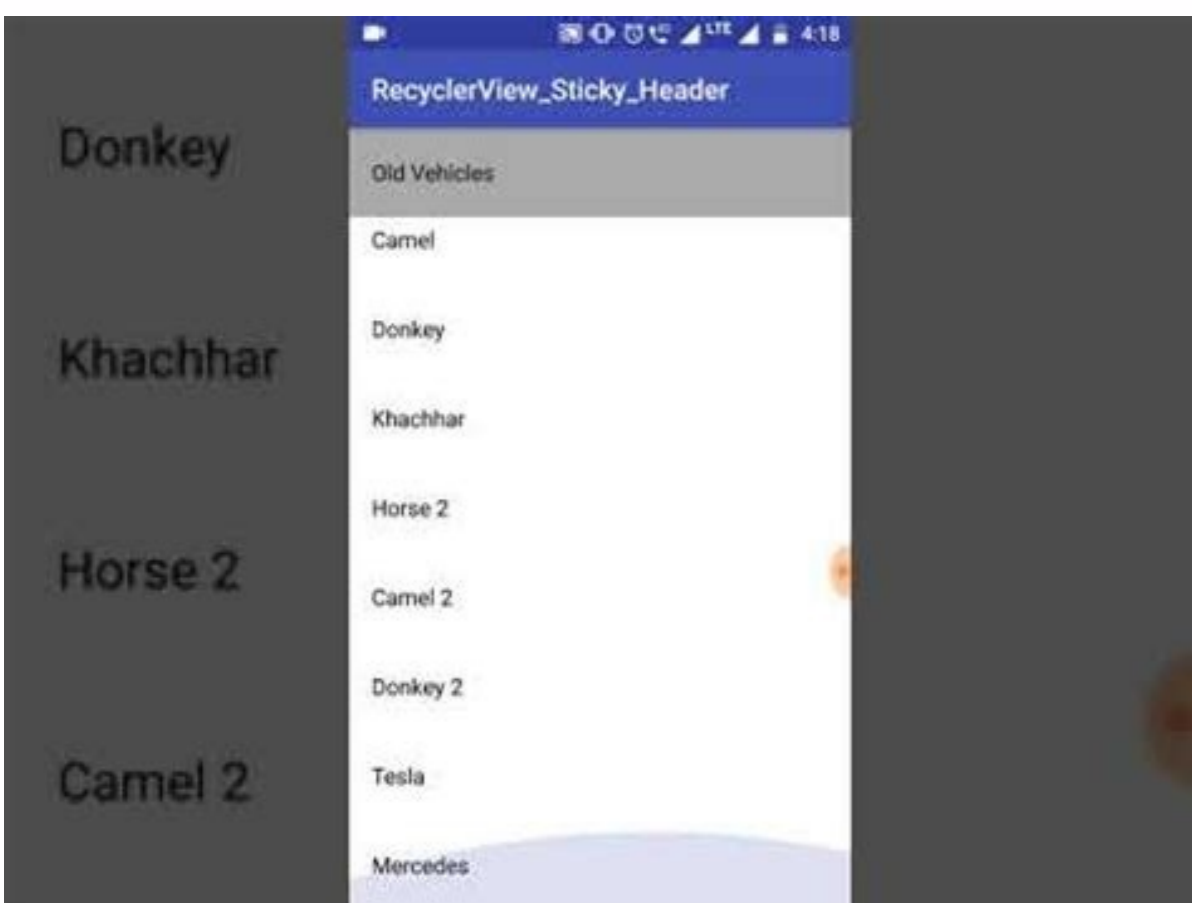 LTE 4:18
RecyclerView_Sticky_Header
Old Vehicles
Camel
Donkey
Khachhar
Horse 2
Camel 2
Donkey 2
Tesla
Mercedes
Donkey
Khachhar
Horse 2
Camel 2